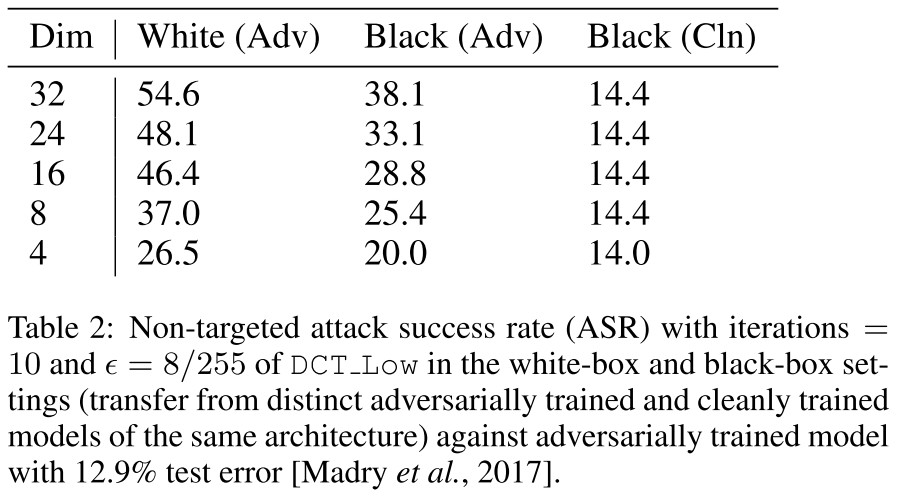 Dim White (Adv) Black (Adv) Black (Cln)
32 54.6 38.1 14.4
24 48.1 33.1 14.4
16 46.4 28.8 14.4
8 37.0 25.4 14.4
4 26.5 20.0 14.0
Table 2: Non-targeted attack success rate (ASR) with iterations =
10 and ϵ = 8/255 of DCT_Low in the white-box and black-box set-
tings (transfer from distinct adversarially trained and cleanly trained
models of the same architecture) against adversarially trained model
with 12.9% test error [Madry et al., 2017].